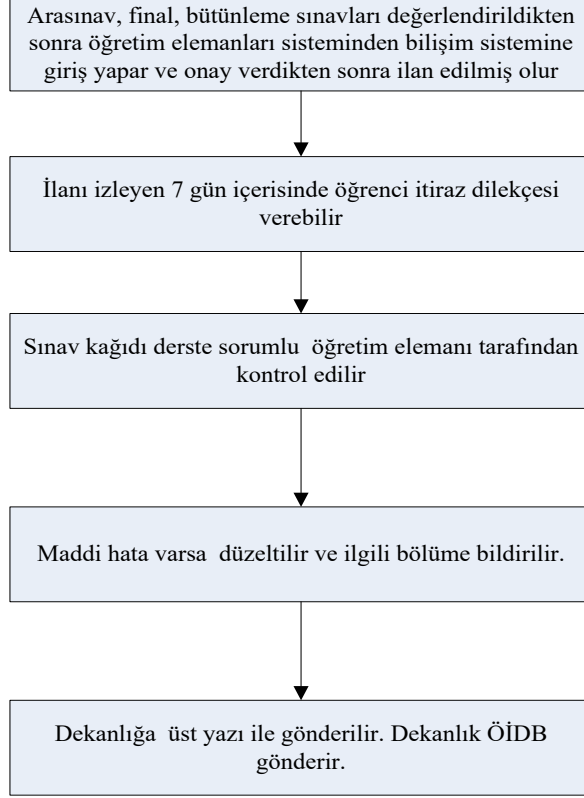 Arasınav, final, bütünleme sınavları değerlendirildikten
sonra öğretim elemanları sisteminden bilişim sistemine
giriş yapar ve onay verdikten sonra ilan edilmiş olur
İlanı izleyen 7 gün içerisinde öğrenci itiraz dilekçesi
verebilir
Sınav kağıdı derste sorumlu  öğretim elemanı tarafından
kontrol edilir
Maddi hata varsa  düzeltilir ve ilgili bölüme bildirilir.
Dekanlığa  üst yazı ile gönderilir. Dekanlık ÖİDB
gönderir.